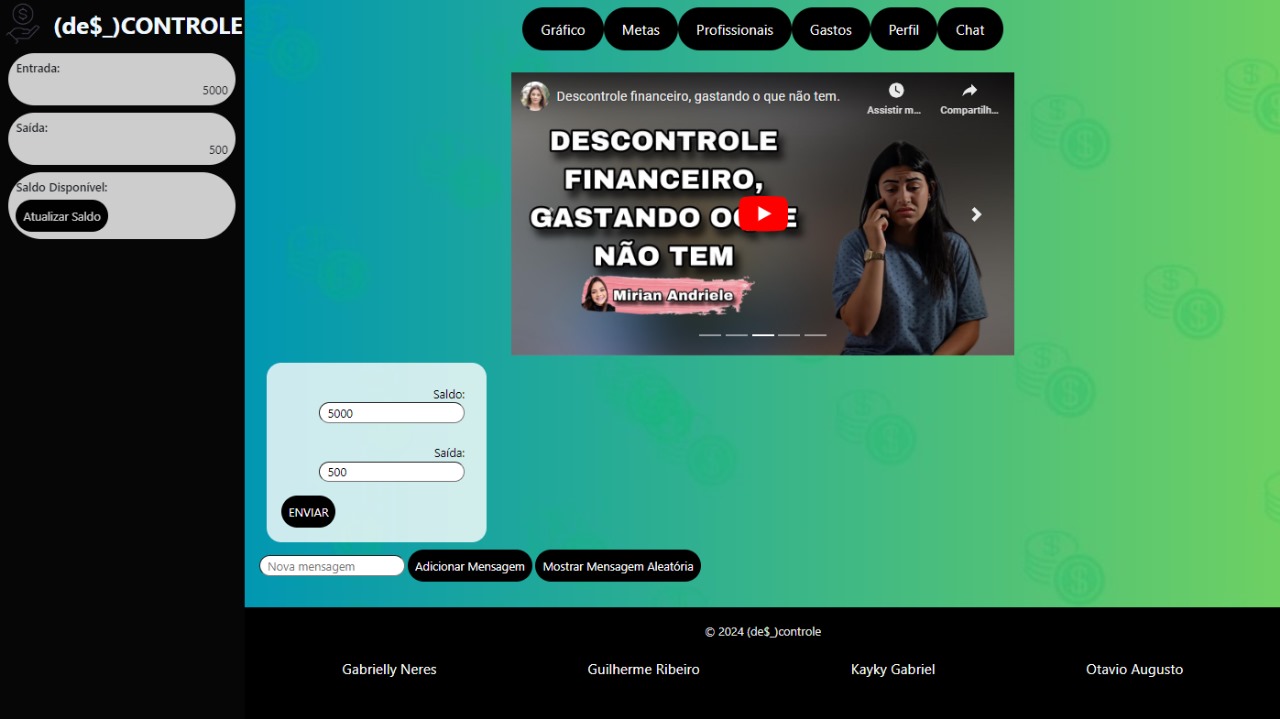 (de$_)CONTROLE
Entrada:
5000
Saída:
500
Saldo Disponível:
Atualizar Saldo
Gráfico
Metas
Profissionais
Gastos
Perfil
Chat
Descontrole financeiro, gastando o que não tem.
Assistir m...
Compartilh...
DESCONTROLE
FINANCEIRO,
GASTANDO O
NÃO TEM
Mirian Andriele
Saldo:
5000
Saída:
500
ENVIAR
Nova mensagem
Adicionar Mensagem
Mostrar Mensagem Aleatória
© 2024 (de$_)controle
Gabrielly Neres
Guilherme Ribeiro
Kayky Gabriel
Otavio Augusto